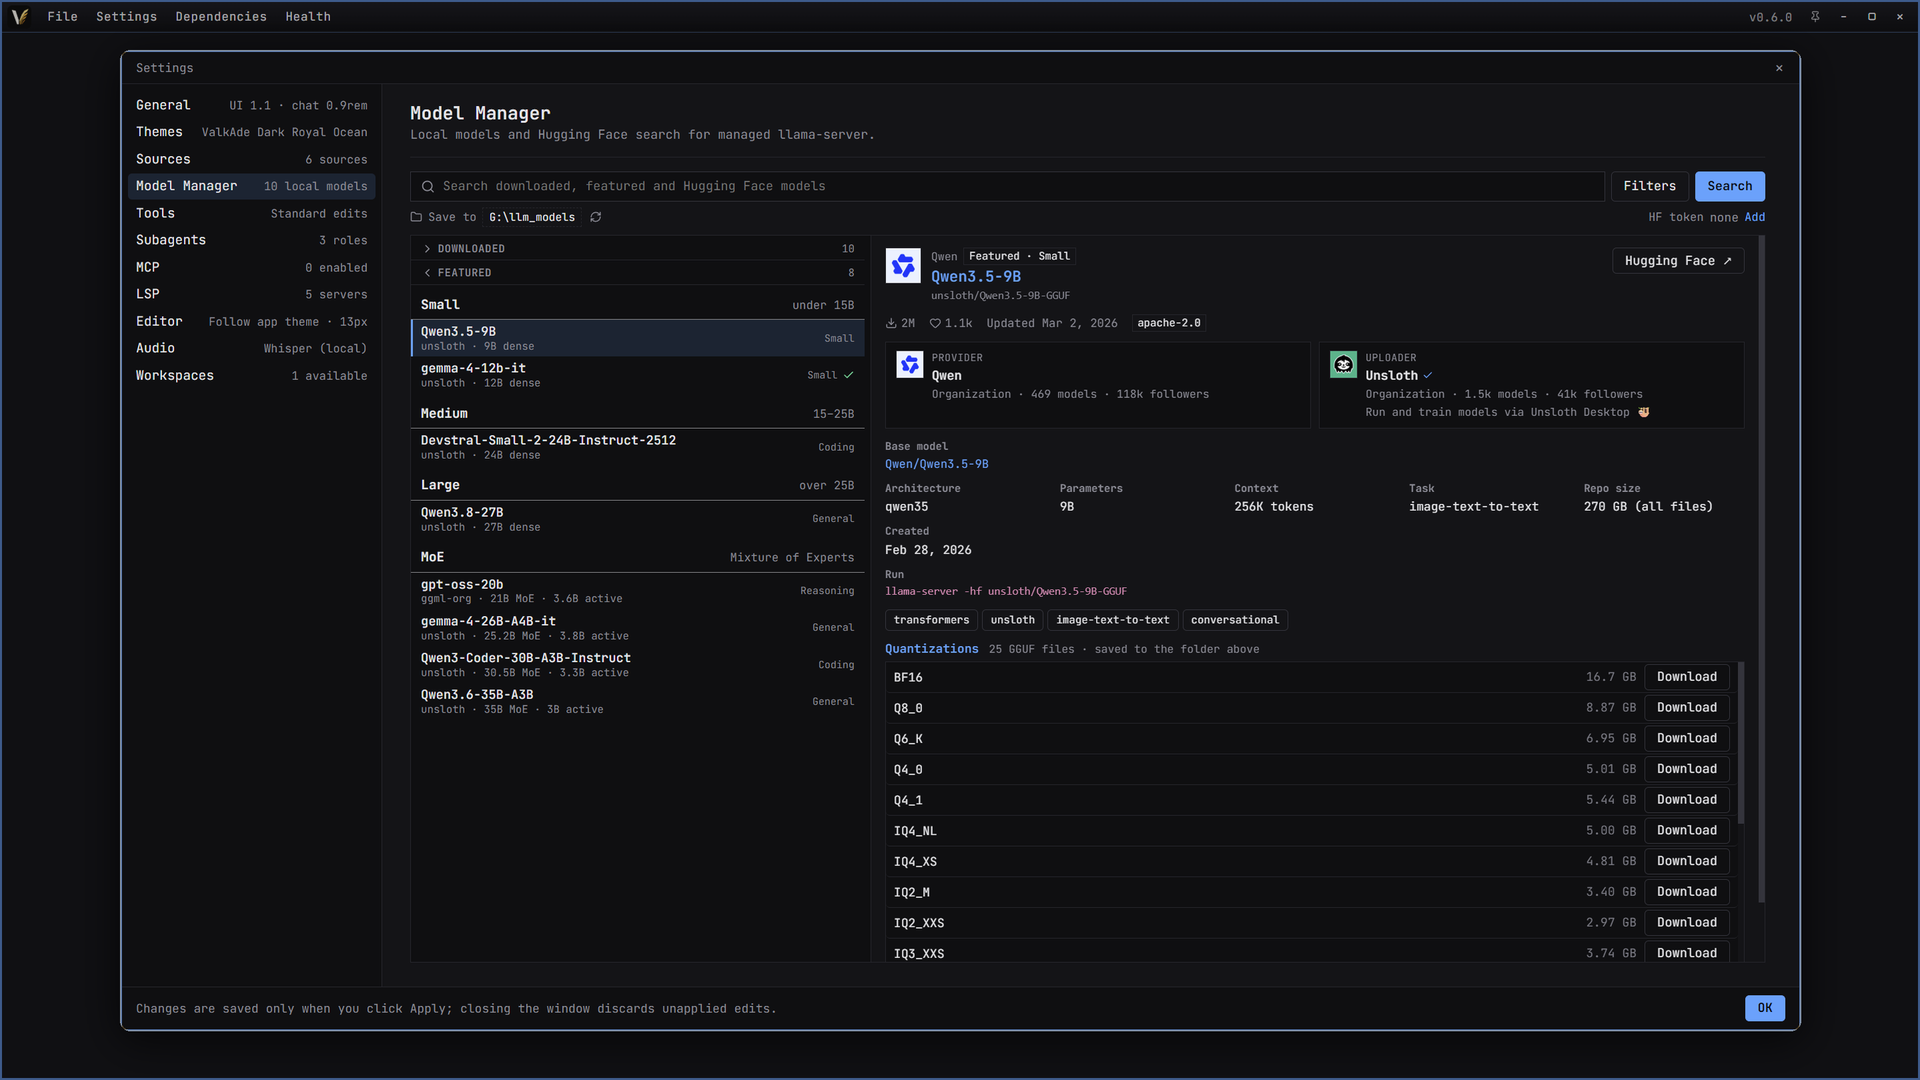 File Settings Dependencies Health
v0.6.0
Settings
General UI 1.1 · chat 0.9rem
Themes ValkAde Dark Royal Ocean
Sources 6 sources
Model Manager 10 local models
Tools Standard edits
Subagents 3 roles
MCP 0 enabled
LSP 5 servers
Editor Follow app theme · 13px
Audio Whisper (local)
Workspaces 1 available
Model Manager
Local models and Hugging Face search for managed llama-server.
Search downloaded, featured and Hugging Face models
Filters
Search
Save to G:\llm_models
HF token none Add
DOWNLOADED 10
FEATURED 8
Small under 15B
Qwen3.5-9B
unsloth · 9B dense
Small
gemma-4-12b-it
unsloth · 12B dense
Small ✓
Medium 15–25B
Devstral-Small-2-24B-Instruct-2512
unsloth · 24B dense
Coding
Large over 25B
Qwen3.8-27B
unsloth · 27B dense
General
MoE Mixture of Experts
gpt-oss-20b
ggml-org · 21B MoE · 3.6B active
Reasoning
gemma-4-26B-A4B-it
unsloth · 25.2B MoE · 3.8B active
General
Qwen3-Coder-30B-A3B-Instruct
unsloth · 30.5B MoE · 3.3B active
Coding
Qwen3.6-35B-A3B
unsloth · 35B MoE · 3B active
General
Qwen Featured · Small
Qwen3.5-9B
unsloth/Qwen3.5-9B-GGUF
Hugging Face ↗
2M 1.1k Updated Mar 2, 2026 apache-2.0
PROVIDER
Qwen
Organization · 469 models · 118k followers
UPLOADER
Unsloth ✓
Organization · 1.5k models · 41k followers
Run and train models via Unsloth Desktop 🦥
Base model
Qwen/Qwen3.5-9B
Architecture Parameters Context Task Repo size
qwen35 9B 256K tokens image-text-to-text 270 GB (all files)
Created
Feb 28, 2026
Run
llama-server -hf unsloth/Qwen3.5-9B-GGUF
transformers unsloth image-text-to-text conversational
Quantizations 25 GGUF files · saved to the folder above
BF16 16.7 GB Download
Q8_0 8.87 GB Download
Q6_K 6.95 GB Download
Q4_0 5.01 GB Download
Q4_1 5.44 GB Download
IQ4_NL 5.00 GB Download
IQ4_XS 4.81 GB Download
IQ2_M 3.40 GB Download
IQ2_XXS 2.97 GB Download
IQ3_XXS 3.74 GB Download
Changes are saved only when you click Apply; closing the window discards unapplied edits.
OK